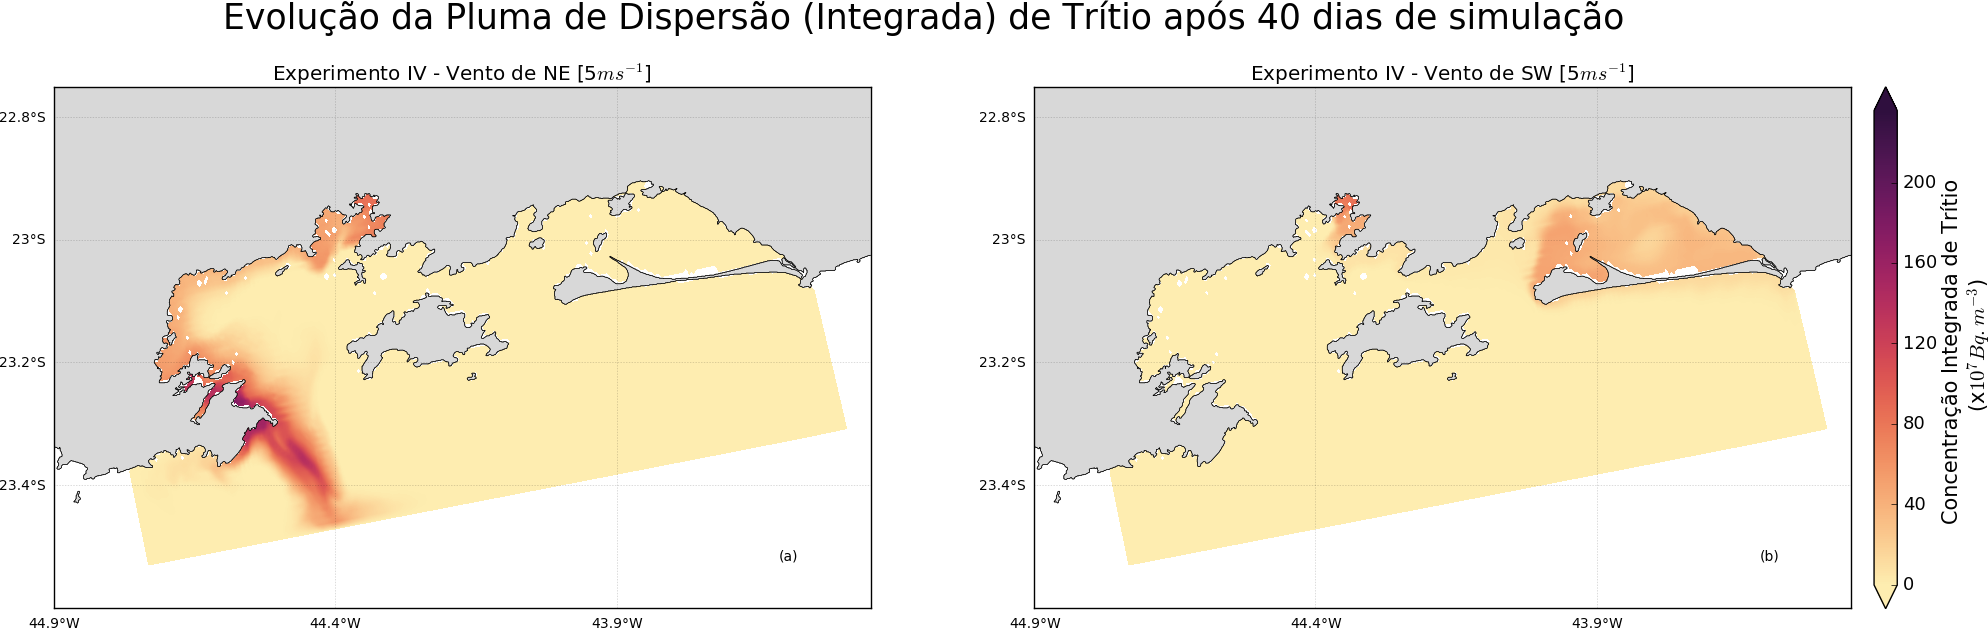 Evolução da Pluma de Dispersão (Integrada) de Trítio após 40 dias de simulação
Experimento IV - Vento de NE [5ms⁻¹]
22.8°S
23°S
23.2°S
23.4°S
44.9°W
44.4°W
43.9°W
(a)
Experimento IV - Vento de SW [5ms⁻¹]
22.8°S
23°S
23.2°S
23.4°S
44.9°W
44.4°W
43.9°W
(b)
200
160
120
80
40
0
Concentração Integrada de Trítio
(x10⁷Bq.m⁻³)